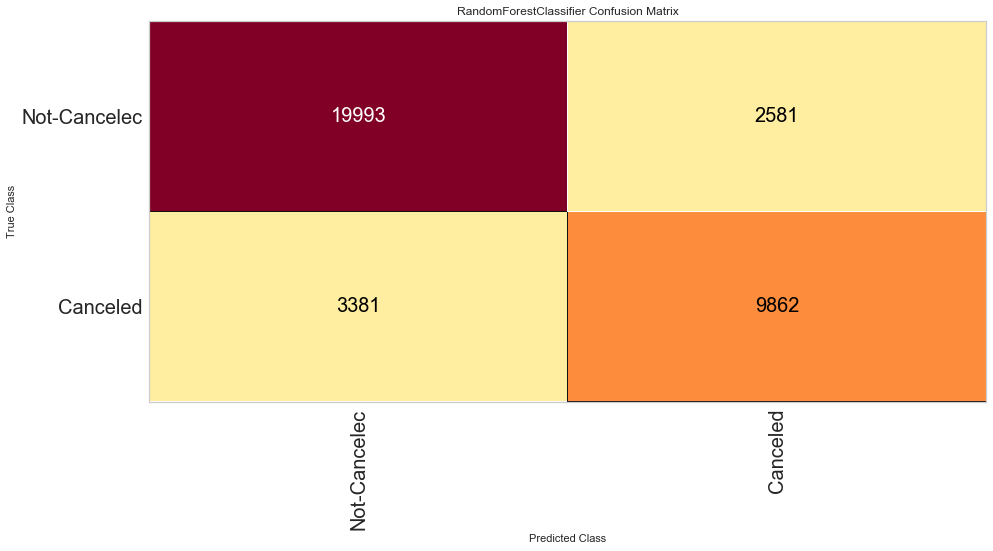 RandomForestClassifier Confusion Matrix
Not-Cancelec
19993
2581
True Class
Canceled
3381
9862
Not-Cancelec
Canceled
Predicted Class